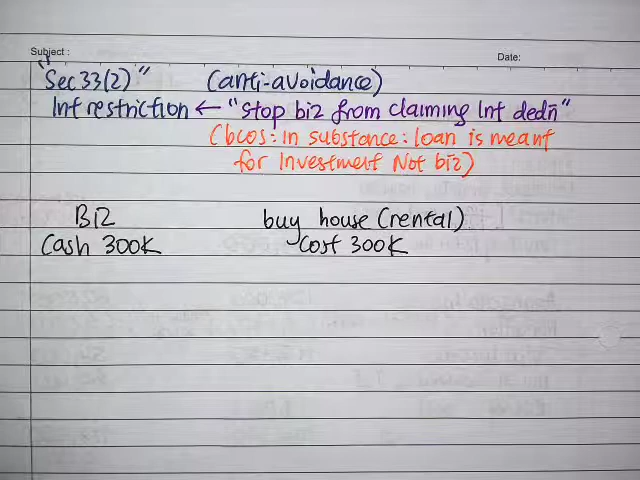 Subject :
Date:
"Sec 33(2)" (anti-avoidance)
Int restriction ← "stop biz from claiming Int dedn̄"
(bcos: in substance: loan is meant
for Investment Not biz)
Biz buy house (rental)
Cash 300K Cost 300K